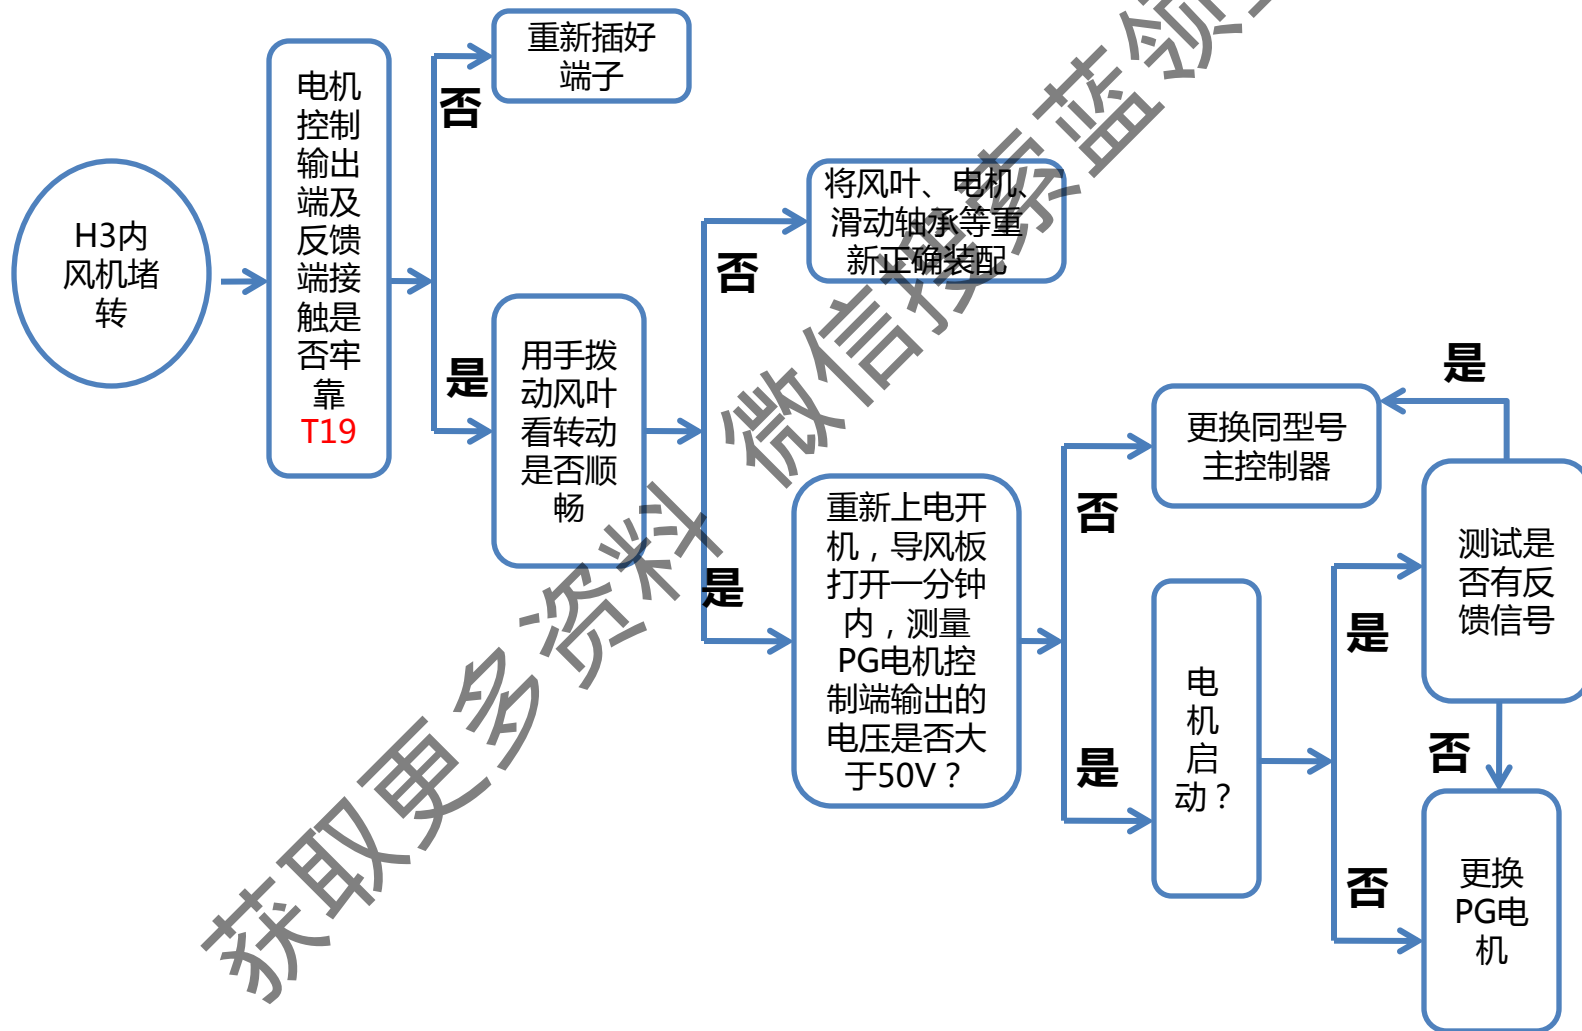 H3内
风机堵
转
电机
控制
输出
端及
反馈
端接
触是
否牢
靠
T19
否
重新插好
端子
是
用手拨
动风叶
看转动
是否顺
畅
否
将风叶、电机、
滑动轴承等重
新正确装配
是
重新上电开
机，导风板
打开一分钟
内，测量
PG电机控
制端输出的
电压是否大
于50V？
否
更换同型号
主控制器
是
电
机
启
动？
是
测试是
否有反
馈信号
是
否
否
更换
PG电
机
获取更多资料 微信搜索蓝领